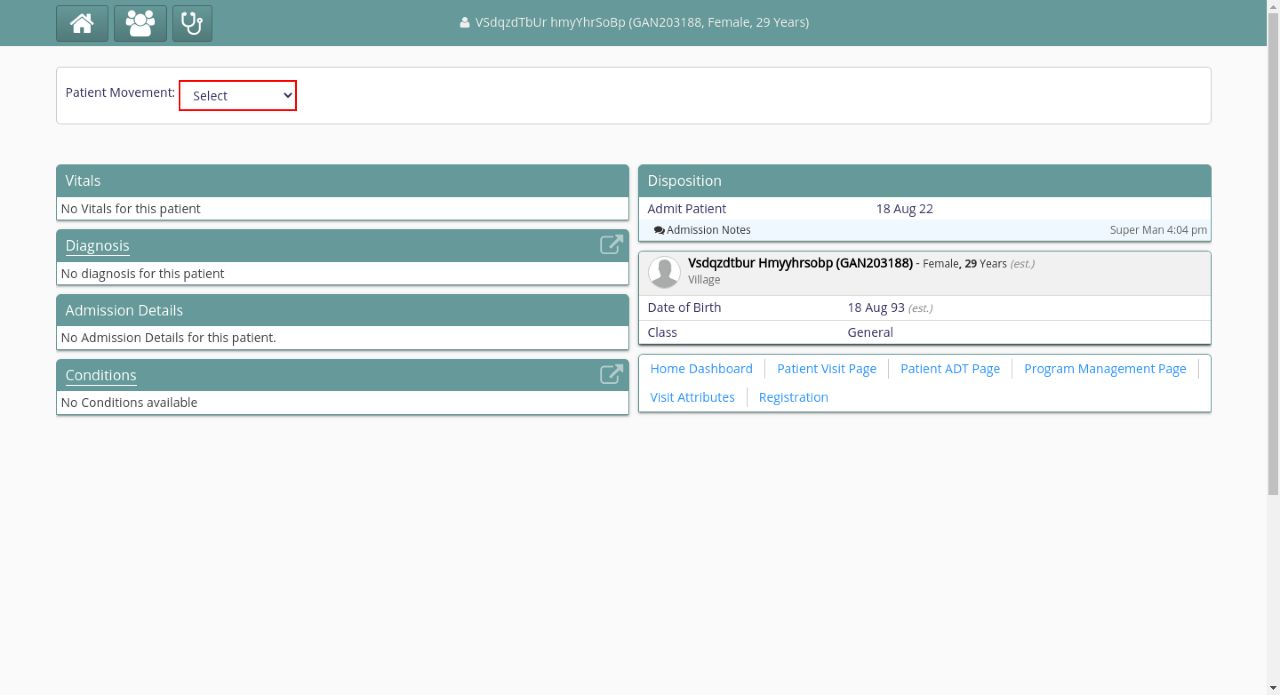 VSdqzdTbUr hmyYhrSoBp (GAN203188, Female, 29 Years)
Patient Movement: Select
Vitals
No Vitals for this patient
Diagnosis
No diagnosis for this patient
Admission Details
No Admission Details for this patient.
Conditions
No Conditions available
Disposition
Admit Patient 18 Aug 22
Admission Notes Super Man 4:04 pm
Vsdqzdtbur Hmyyhrsobp (GAN203188) - Female, 29 Years (est.)
Village
Date of Birth 18 Aug 93 (est.)
Class General
Home Dashboard Patient Visit Page Patient ADT Page Program Management Page
Visit Attributes Registration